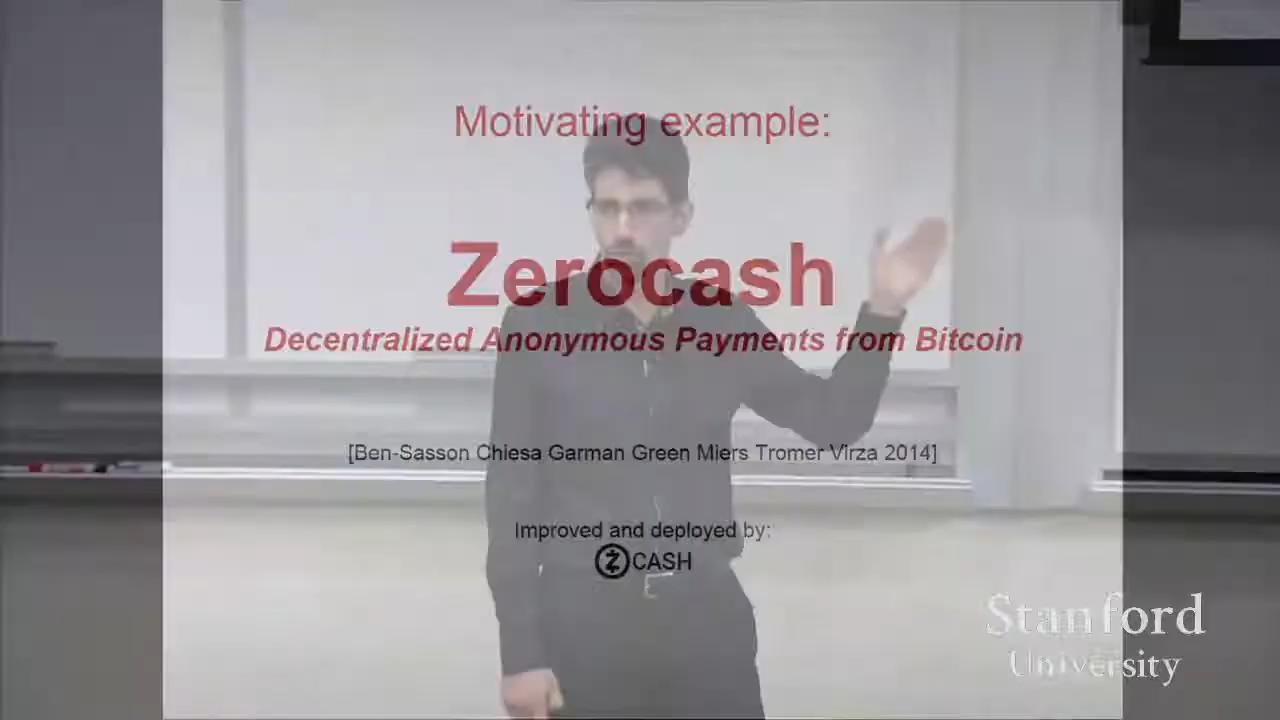 Motivating example:
Zerocash
Decentralized Anonymous Payments from Bitcoin
[Ben-Sasson Chiesa Garman Green Miers Tromer Virza 2014]
Improved and deployed by:
ⓩCASH
Stanford
University